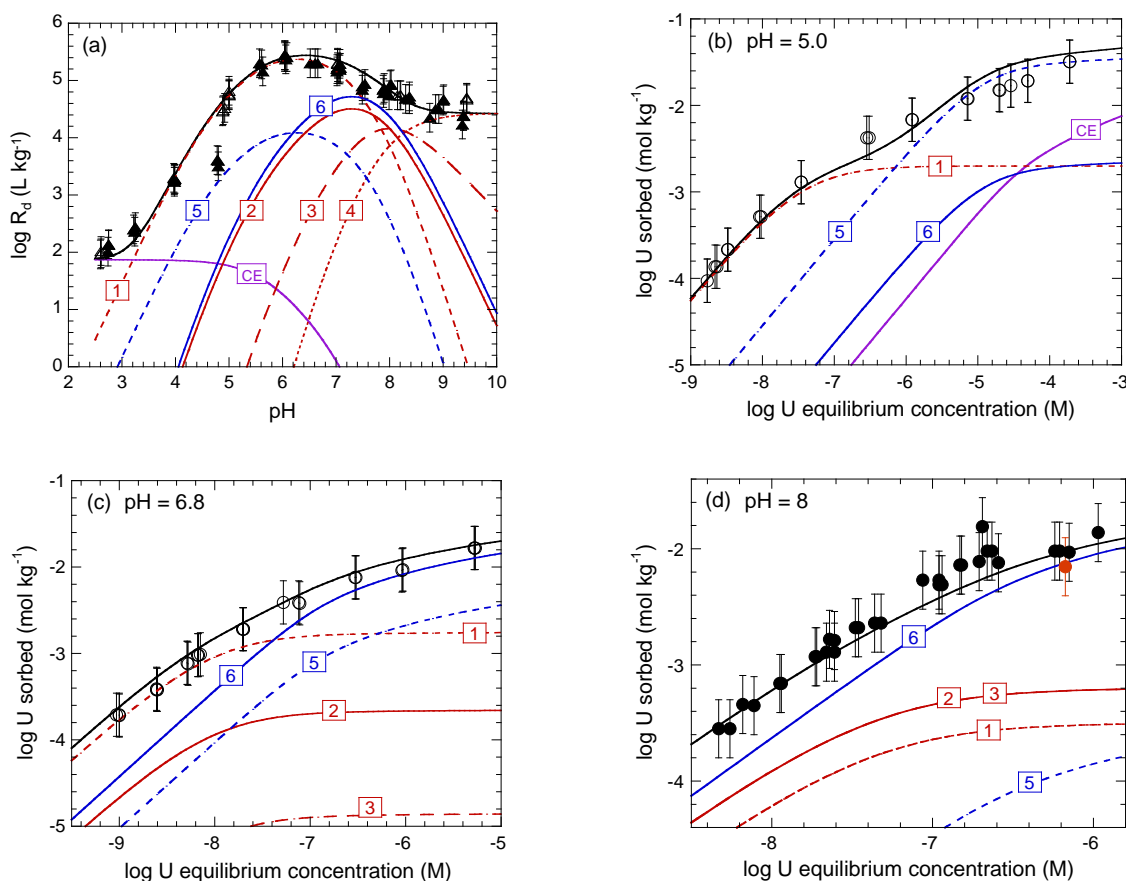 (a)
log R_d (L kg⁻¹)
6
5
4
3
2
1
0
1
5
2
3
4
6
CE
2 3 4 5 6 7 8 9 10
pH
(b) pH = 5.0
log U sorbed (mol kg⁻¹)
-1
-2
-3
-4
-5
CE
1
5
6
-9 -8 -7 -6 -5 -4 -3
log U equilibrium concentration (M)
(c) pH = 6.8
log U sorbed (mol kg⁻¹)
-1
-2
-3
-4
-5
1
6
5
2
3
-9 -8 -7 -6 -5
log U equilibrium concentration (M)
(d) pH = 8
log U sorbed (mol kg⁻¹)
-2
-3
-4
6
2 3
1
5
-8 -7 -6
log U equilibrium concentration (M)